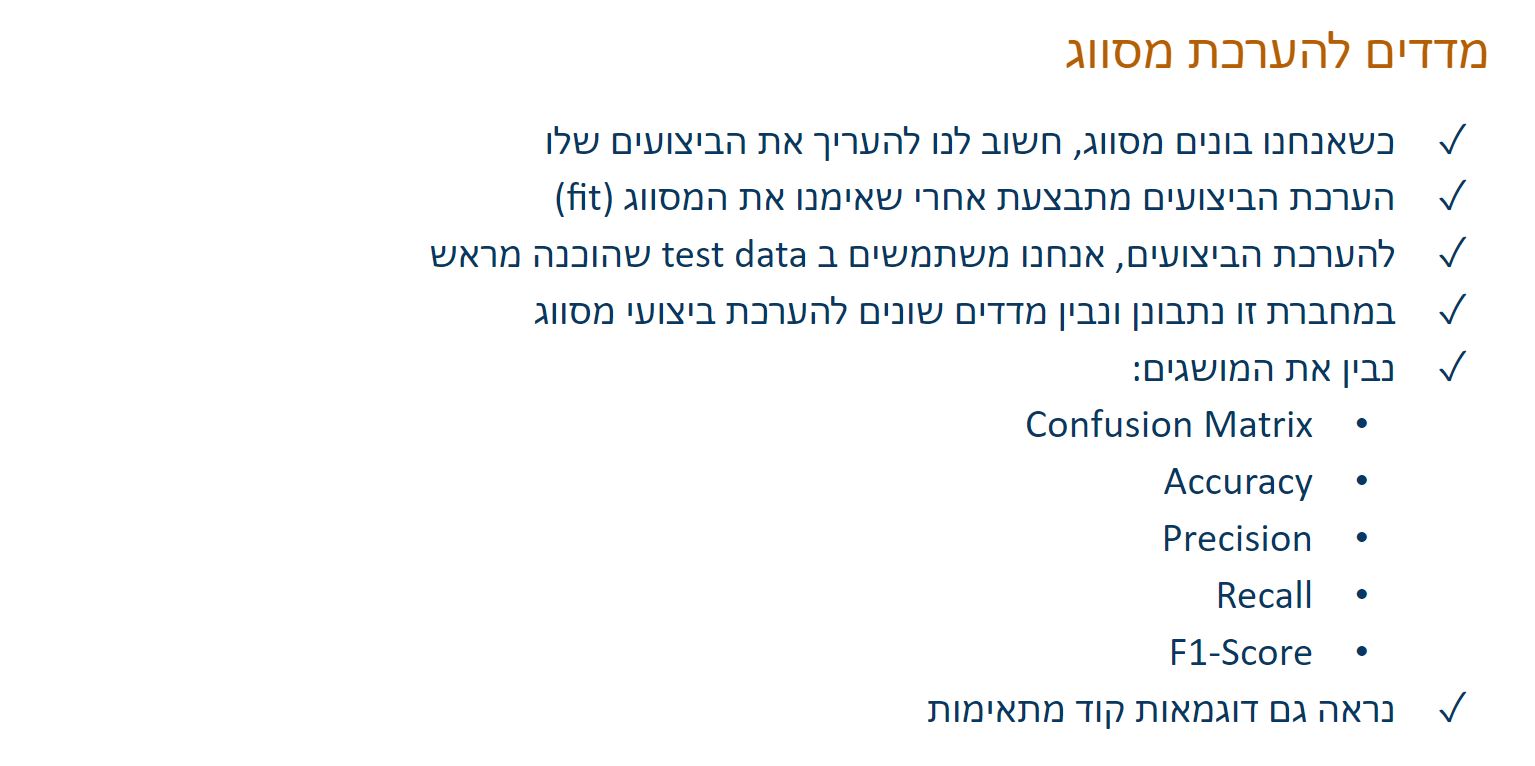 מדדים להערכת מסווג
✓ כשאנחנו בונים מסווג, חשוב לנו להעריך את הביצועים שלו
✓ הערכת הביצועים מתבצעת אחרי שאימנו את המסווג (fit)
✓ להערכת הביצועים, אנחנו משתמשים ב test data שהוכנה מראש
✓ במחברת זו נתבונן ונבין מדדים שונים להערכת ביצועי מסווג
✓ נבין את המושגים:
• Confusion Matrix
• Accuracy
• Precision
• Recall
• F1-Score
✓ נראה גם דוגמאות קוד מתאימות